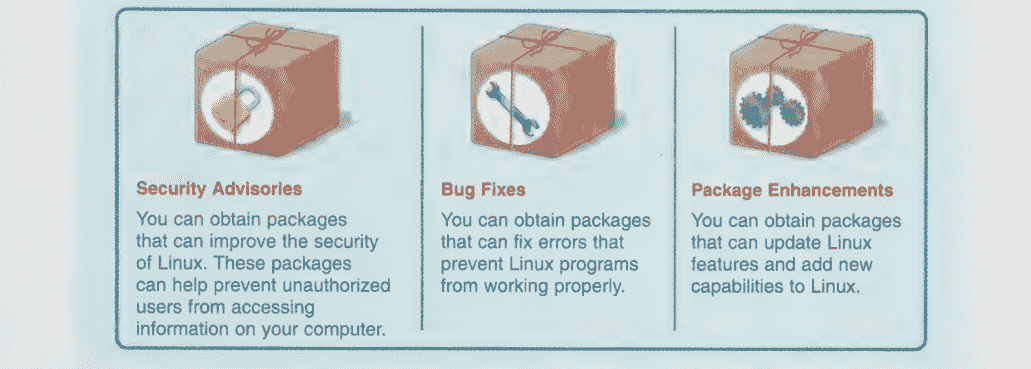 Security Advisories
You can obtain packages
that can improve the security
of Linux. These packages
can help prevent unauthorized
users from accessing
information on your computer.
Bug Fixes
You can obtain packages
that can fix errors that
prevent Linux programs
from working properly.
Package Enhancements
You can obtain packages
that can update Linux
features and add new
capabilities to Linux.